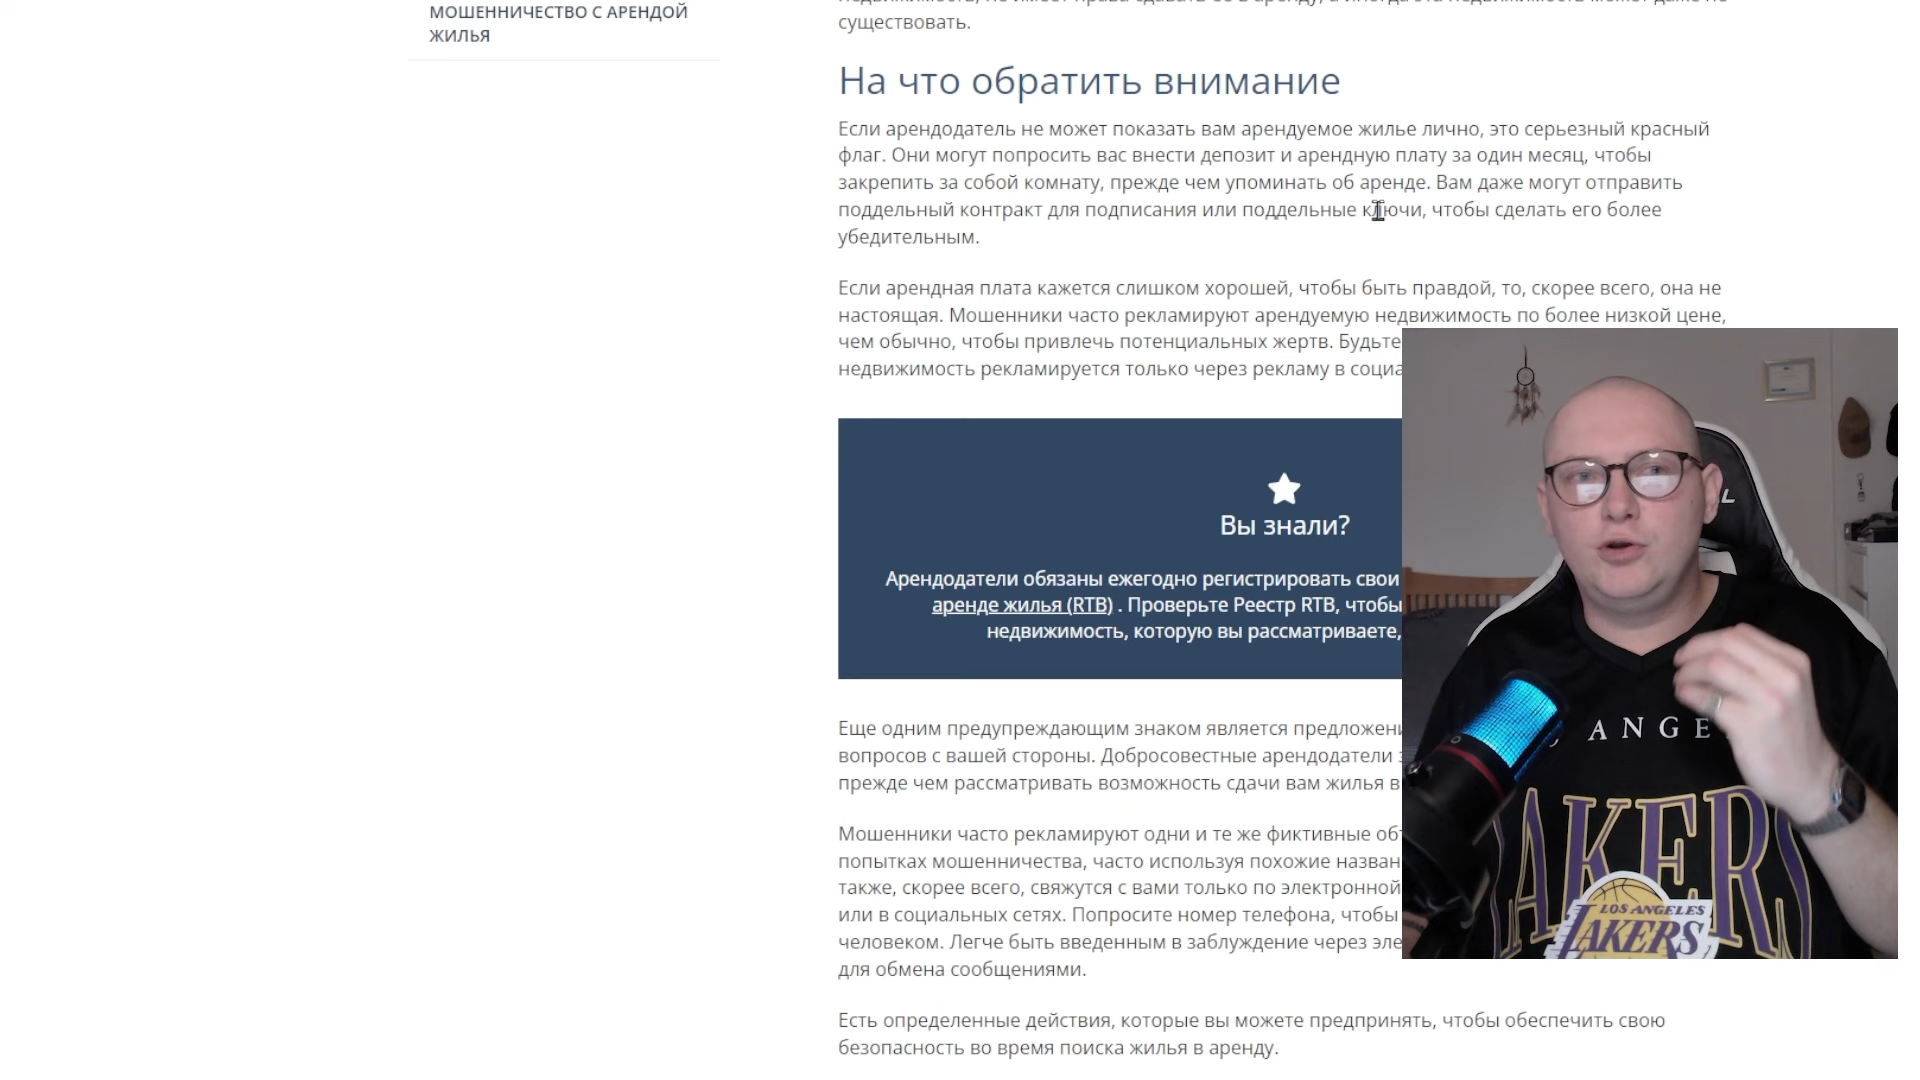 МОШЕННИЧЕСТВО С АРЕНДОЙ
ЖИЛЬЯ
существовать.
На что обратить внимание
Если арендодатель не может показать вам арендуемое жилье лично, это серьезный красный
флаг. Они могут попросить вас внести депозит и арендную плату за один месяц, чтобы
закрепить за собой комнату, прежде чем упоминать об аренде. Вам даже могут отправить
поддельный контракт для подписания или поддельные ключи, чтобы сделать его более
убедительным.
Если арендная плата кажется слишком хорошей, чтобы быть правдой, то, скорее всего, она не
настоящая. Мошенники часто рекламируют арендуемую недвижимость по более низкой цене,
чем обычно, чтобы привлечь потенциальных жертв. Будьте
недвижимость рекламируется только через рекламу в социа
Вы знали?
Арендодатели обязаны ежегодно регистрировать свои
аренде жилья (RTB) . Проверьте Реестр RTB, чтобы
недвижимость, которую вы рассматриваете,
Еще одним предупреждающим знаком является предложени
вопросов с вашей стороны. Добросовестные арендодатели
прежде чем рассматривать возможность сдачи вам жилья в
Мошенники часто рекламируют одни и те же фиктивные об
попытках мошенничества, часто используя похожие назван
также, скорее всего, свяжутся с вами только по электронной
или в социальных сетях. Попросите номер телефона, чтобы
человеком. Легче быть введенным в заблуждение через эле
для обмена сообщениями.
Есть определенные действия, которые вы можете предпринять, чтобы обеспечить свою
безопасность во время поиска жилья в аренду.
ANGE
LAKERS
LOS ANGELES
LAKERS